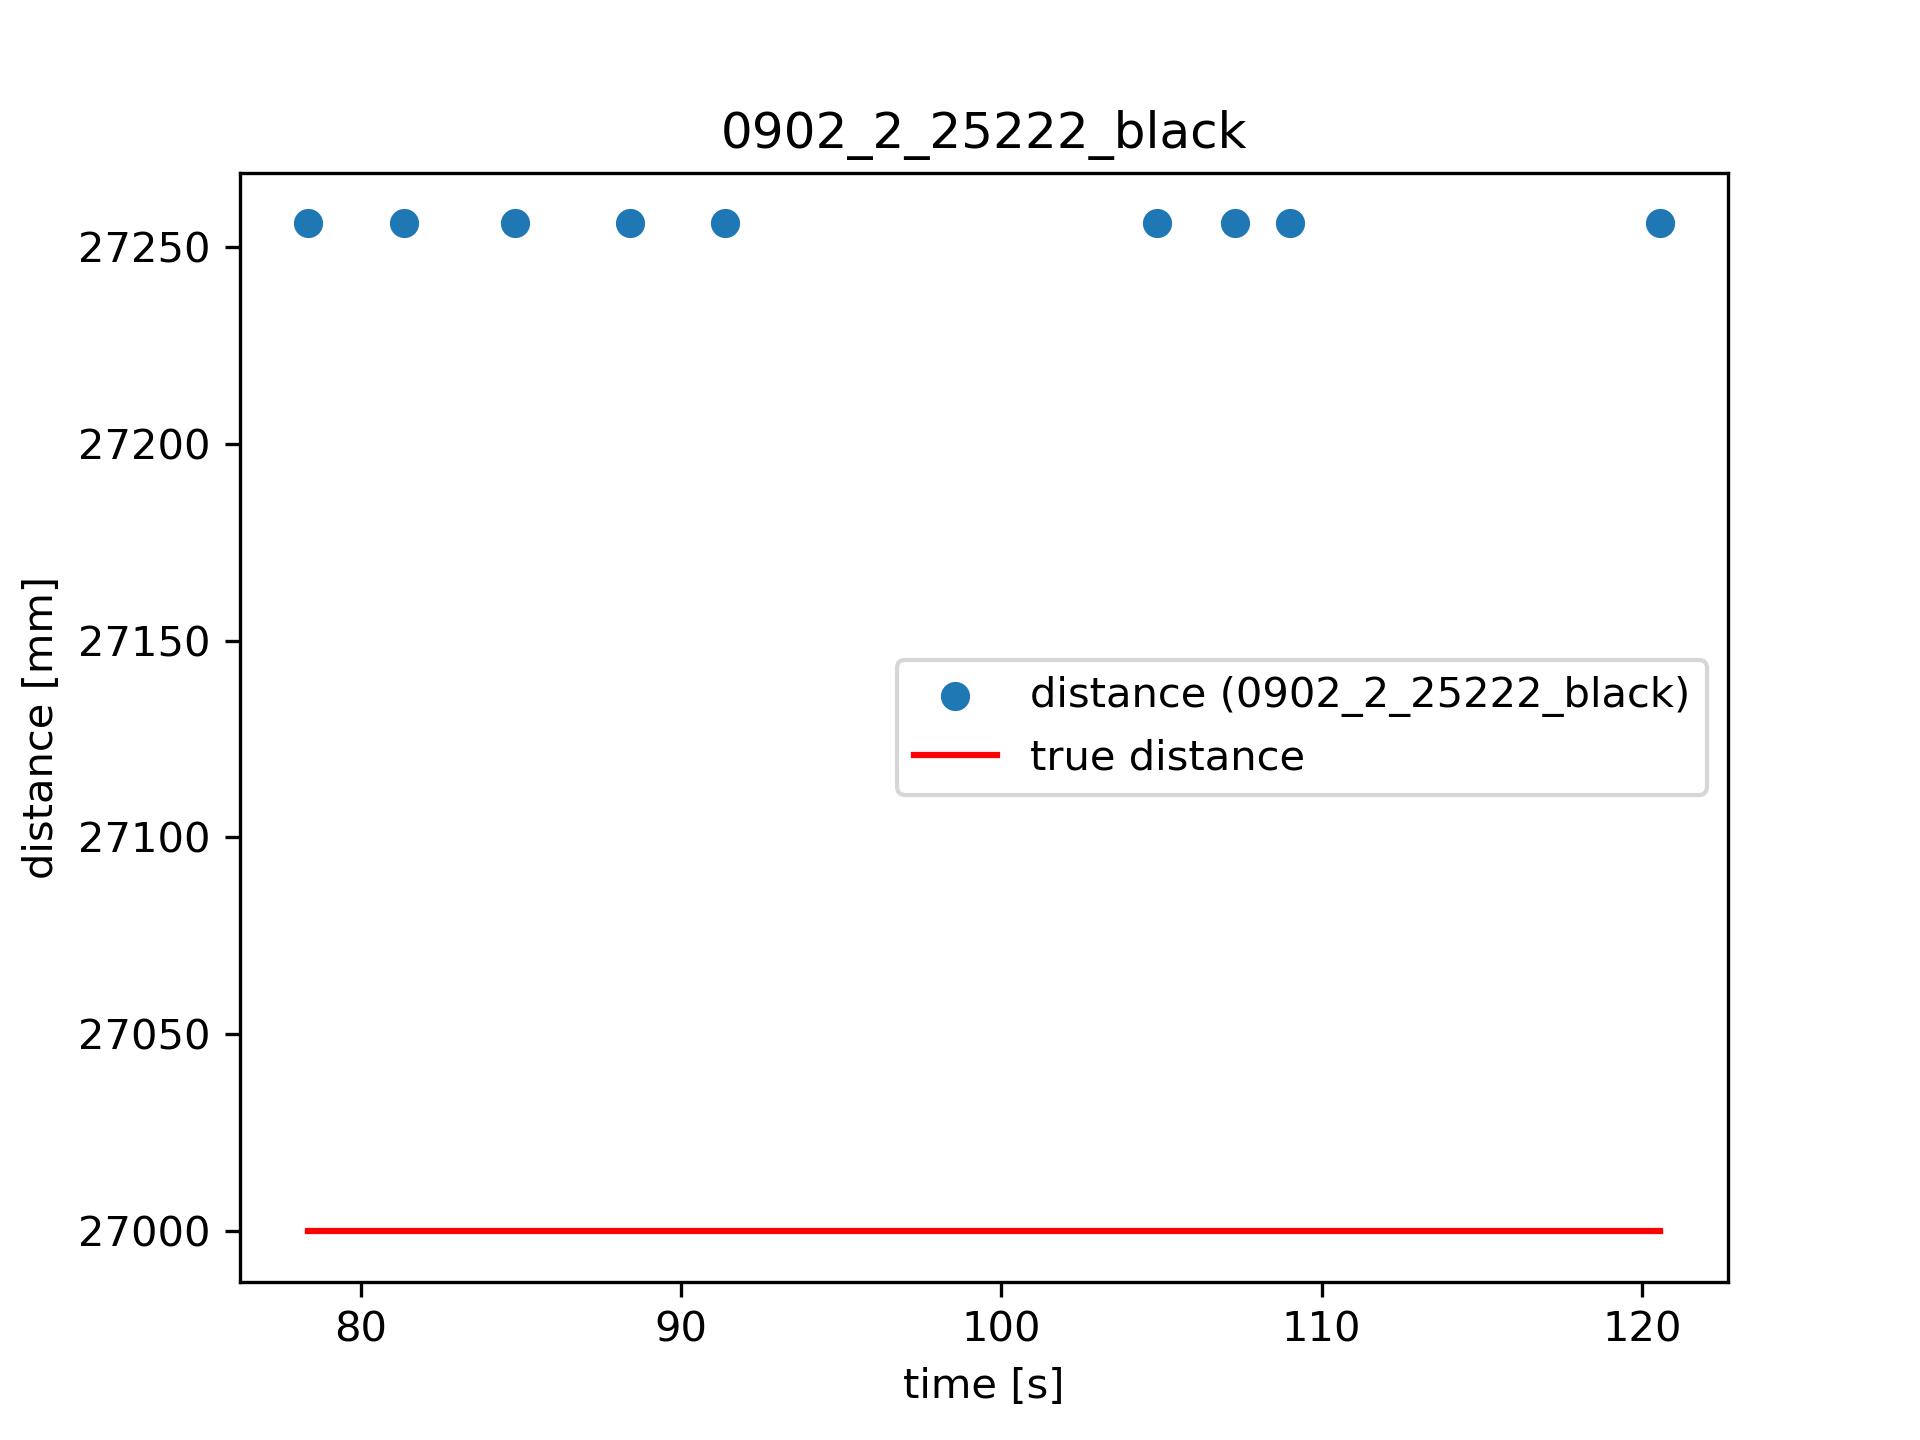 0902_2_25222_black
27250
27200
27150
27100
27050
27000
distance [mm]
distance (0902_2_25222_black)
true distance
80 90 100 110 120
time [s]